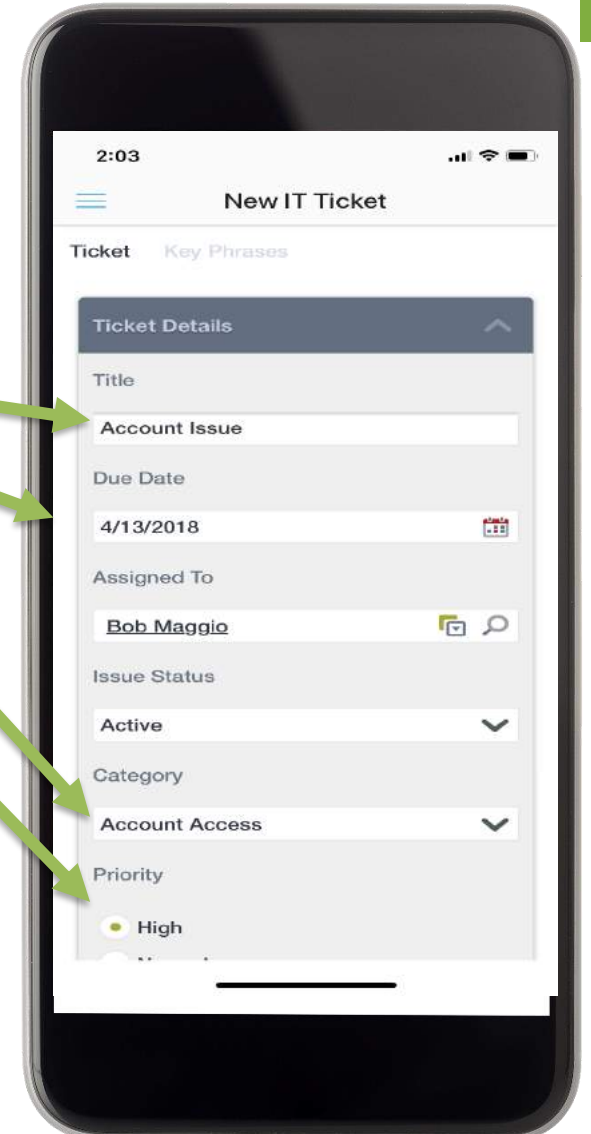 2:03
New IT Ticket
Ticket Key Phrases
Ticket Details
Title
Account Issue
Due Date
4/13/2018
Assigned To
Bob Maggio
Issue Status
Active
Category
Account Access
Priority
High